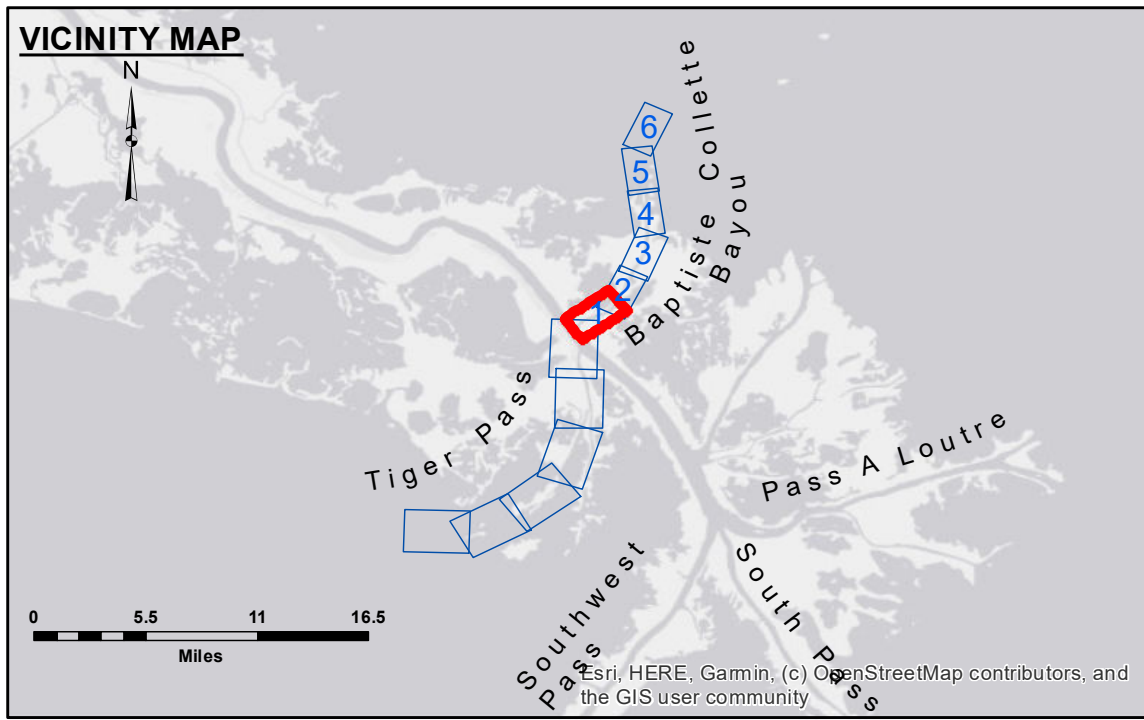 VICINITY MAP
N
6
5
4
3
2
1
Baptiste Collette
Bayou
Tiger Pass
Pass A Loutre
Southwest
Pass
South Pass
0 5.5 11 16.5
Miles
Esri, HERE, Garmin, (c) OpenStreetMap contributors, and
the GIS user community